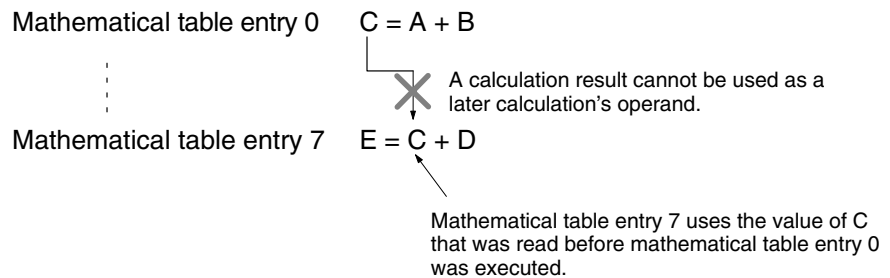 Mathematical table entry 0 C = A + B
A calculation result cannot be used as a
later calculation's operand.
Mathematical table entry 7 E = C + D
Mathematical table entry 7 uses the value of C
that was read before mathematical table entry 0
was executed.